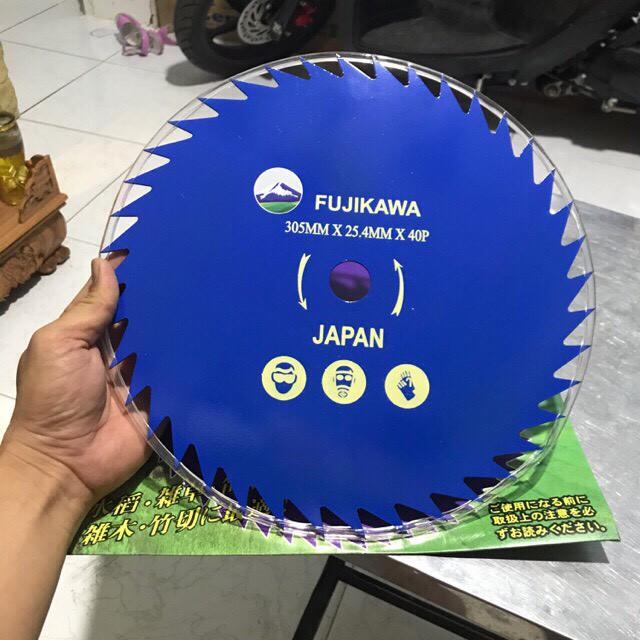 FUJIKAWA
305MM X 25.4MM X 40P
JAPAN
雑木・竹切に
ご使用になる前に
取扱上の注意を必
ずお読みください。